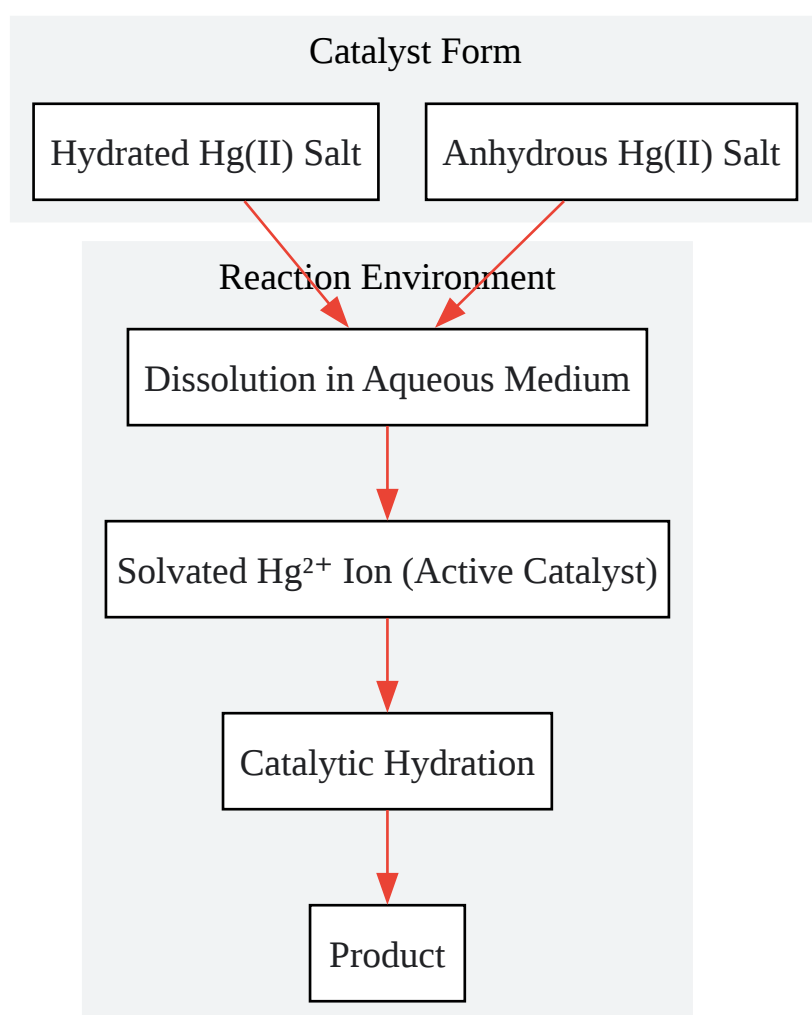 Catalyst Form
Hydrated Hg(II) Salt
Anhydrous Hg(II) Salt
Reaction Environment
Dissolution in Aqueous Medium
Solvated Hg²⁺ Ion (Active Catalyst)
Catalytic Hydration
Product